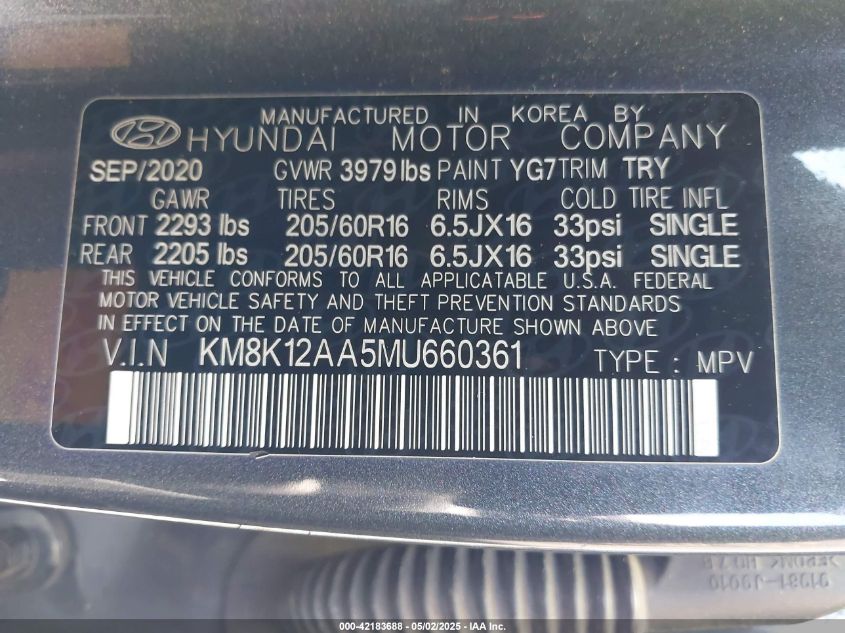 MANUFACTURED IN KOREA BY
HYUNDAI MOTOR COMPANY
SEP/2020 GVWR 3979 lbs PAINT YG7 TRIM TRY
GAWR TIRES RIMS COLD TIRE INFL
FRONT 2293 lbs 205/60R16 6.5JX16 33psi SINGLE
REAR 2205 lbs 205/60R16 6.5JX16 33psi SINGLE
THIS VEHICLE CONFORMS TO ALL APPLICATABLE U.S.A. FEDERAL
MOTOR VEHICLE SAFETY AND THEFT PREVENTION STANDARDS
IN EFFECT ON THE DATE OF MANUFACTURE SHOWN ABOVE
V.I.N KM8K12AA5MU660361 TYPE : MPV
91981-J9010
000-42183688 - 05/02/2025 - IAA Inc.